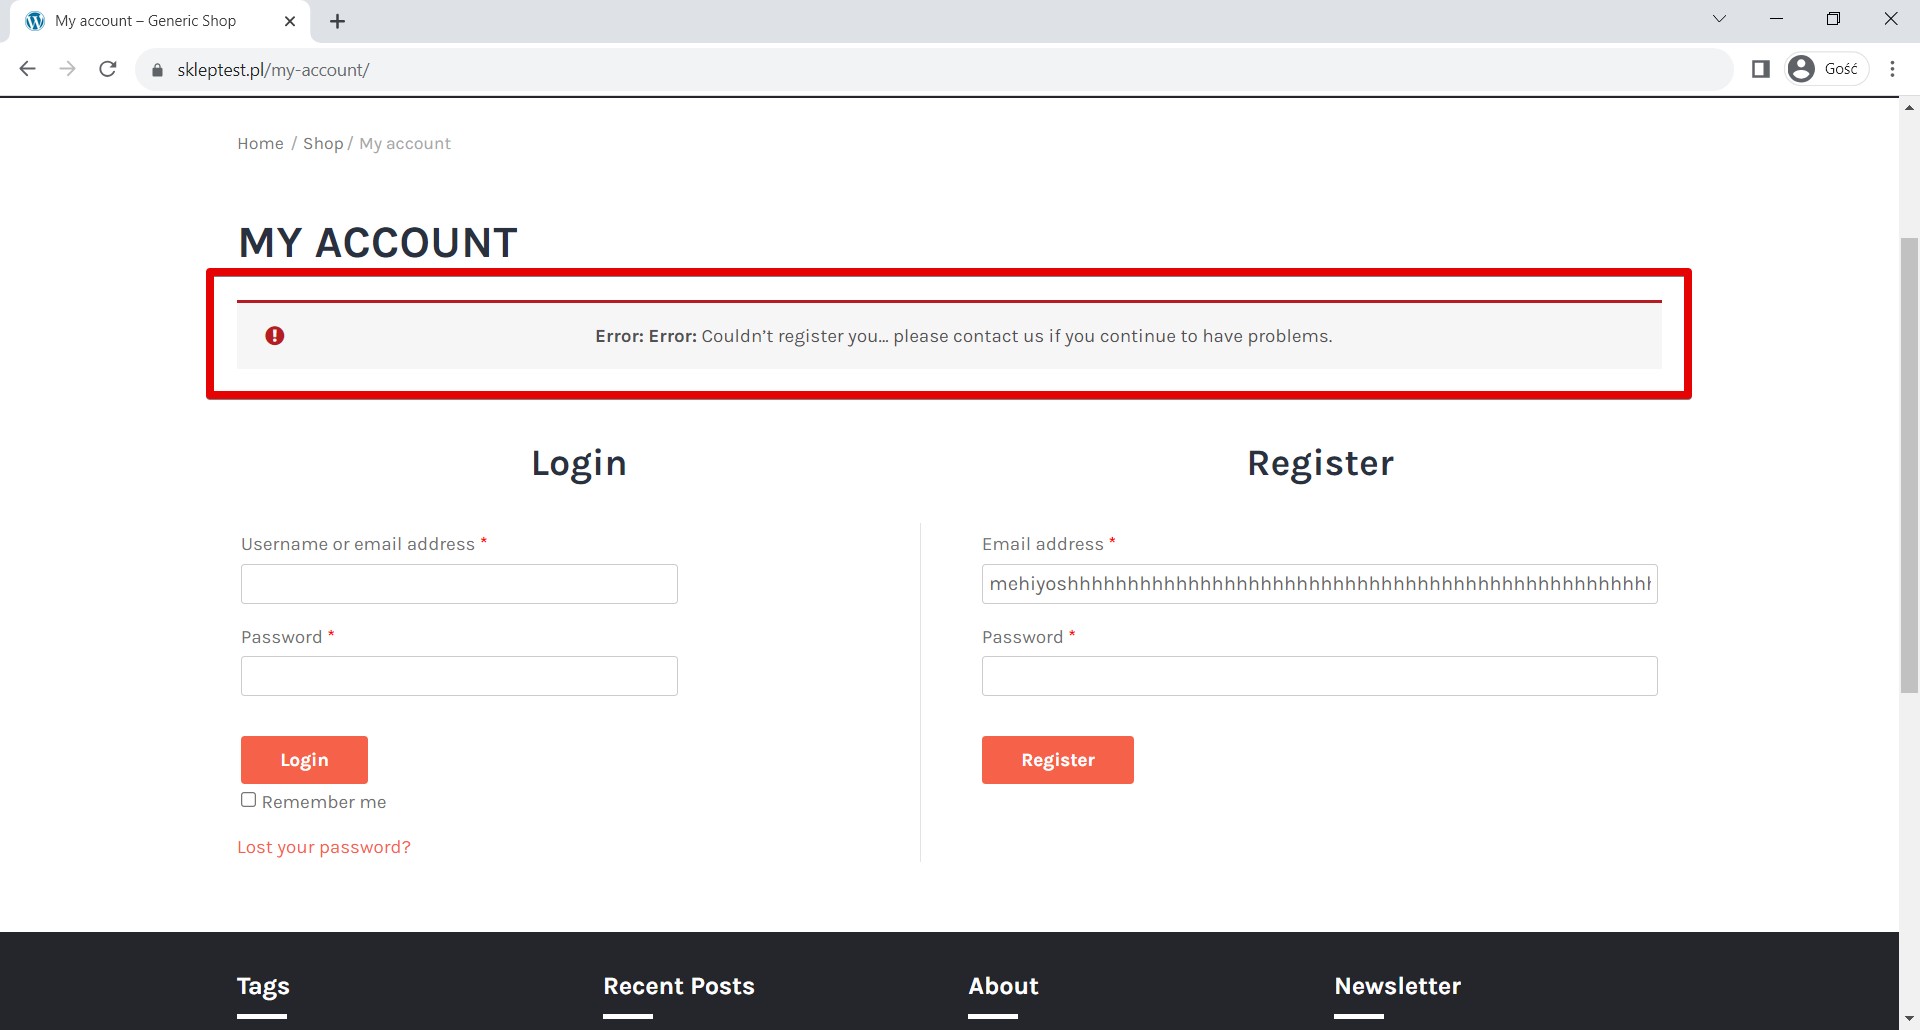 My account – Generic Shop
skleptest.pl/my-account/
Gość
Home / Shop / My account
MY ACCOUNT
Error: Error: Couldn’t register you… please contact us if you continue to have problems.
Login
Register
Username or email address *
Email address *
mehiyoshhhhhhhhhhhhhhhhhhhhhhhhhhhhhhhhhhhhhhhhhhhhhhhhh
Password *
Password *
Login
Register
Remember me
Lost your password?
Tags
Recent Posts
About
Newsletter